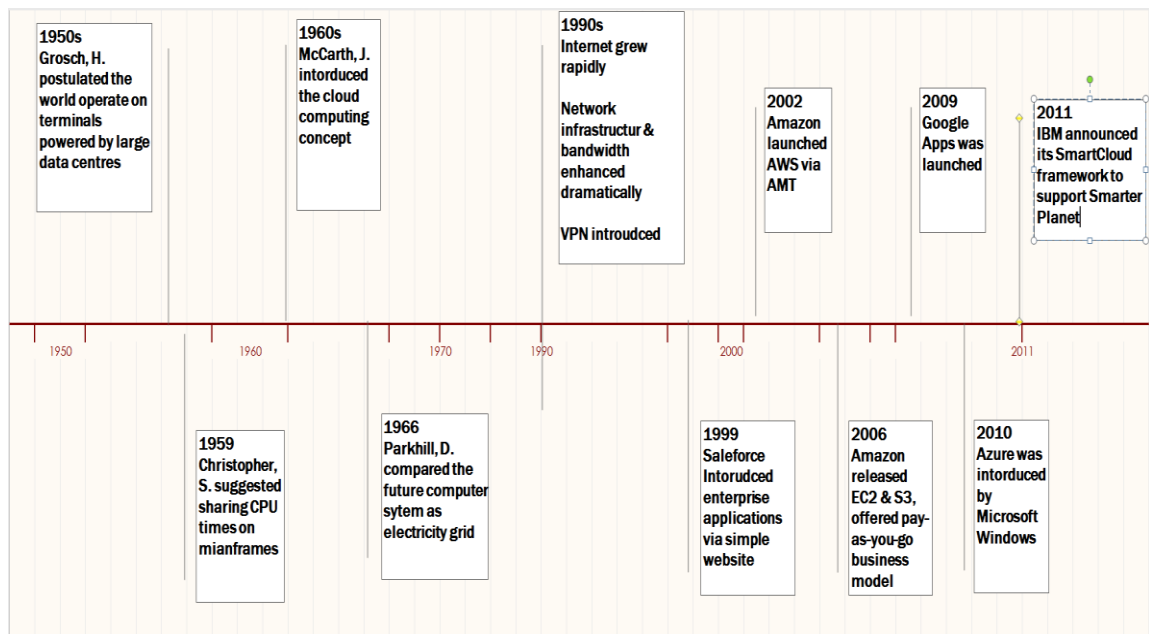 1950s
Grosch, H.
postulated the
world operate on
terminals
powered by large
data centres
1960s
McCarth, J.
intorduced
the cloud
computing
concept
1990s
Internet grew
rapidly
Network
infrastructur &
bandwidth
enhanced
dramatically
VPN introudced
2002
Amazon
launched
AWS via
AMT
2009
Google
Apps was
launched
2011
IBM announced
its SmartCloud
framework to
support Smarter
Planet
1950
1960
1970
1990
2000
2011
1959
Christopher,
S. suggested
sharing CPU
times on
mianframes
1966
Parkhill, D.
compared the
future computer
sytem as
electricity grid
1999
Saleforce
Intorudced
enterprise
applications
via simple
website
2006
Amazon
released
EC2 & S3,
offered pay-
as-you-go
business
model
2010
Azure was
intorduced
by
Microsoft
Windows